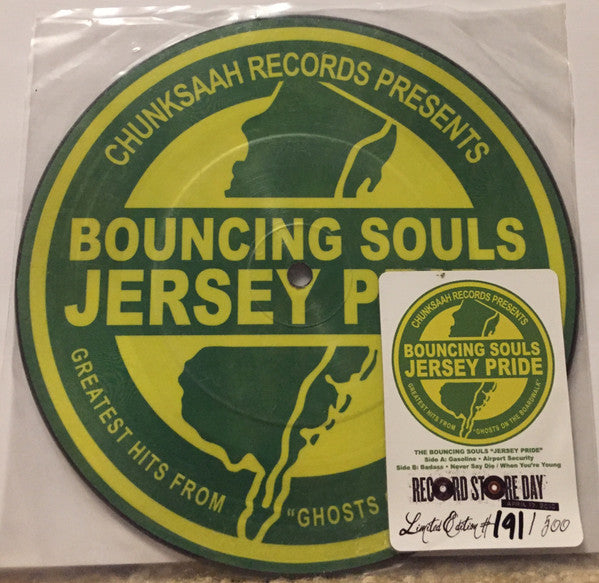 CHUNKSAAH RECORDS PRESENTS
BOUNCING SOULS
JERSEY PR
GREATEST HITS FROM
"GHOSTS
CHUNKSAAH RECORDS PRESENTS
BOUNCING SOULS
JERSEY PRIDE
GREATEST HITS FROM
"GHOSTS ON THE BOARDWALK"
THE BOUNCING SOULS "JERSEY PRIDE"
Side A: Gasoline • Airport Security
Side B: Badass • Never Say Die / When You're Young
RECORD STORE DAY
Limited Edition # 191 / 500